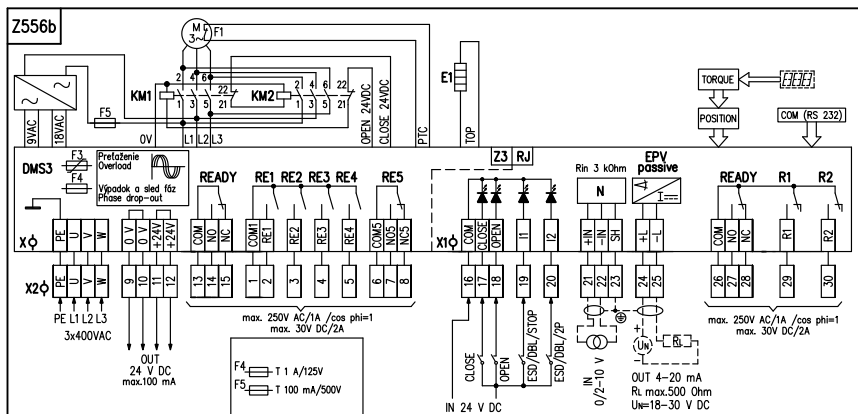 Z556b
M
3~
F1
2 4 6 22
KM1
1 3 5 21
KM2
2 4 6 22
1 3 5 21
F5
9VAC
18VAC
0V
L1
L2
L3
OPEN 24VDC
CLOSE 24VDC
PTC
E1
TOP
TORQUE
POSITION
COM (RS 232)
DMS3
F3
F4
Preťaženie
Overload
Výpadok a sled fáz
Phase drop-out
READY
RE1 RE2 RE3 RE4
RE5
Z3 RJ
Rin 3 kOhm
N
EPV
passive
READY
R1
R2
X
PE U V W
0 V 0 V +24V +24V
COM NO NC
COM1 RE1 RE2 RE3 RE4 RE5
COM5 NO5 NC5
X1
COM CLOSE OPEN I1 I2
+IN -IN SH
+L -L
COM NO NC R1 R2
X2
PE U V W
9 10 11 12
13 14 15
1 2 3 4 5
6 7 8
16 17 18 19 20
21 22 23
24 25
26 27 28 29 30
PE L1 L2 L3
3x400VAC
OUT
24 V DC
max.100 mA
max. 250V AC/1A /cos phi=1
max. 30V DC/2A
F4 T 1 A/125V
F5 T 100 mA/500V
CLOSE
OPEN
ESD/DBL/STOP
ESD/DBL/2P
IN 24 V DC
IN
0/2-10 V
+
UN
-
RL
OUT 4-20 mA
RL max.500 Ohm
UN=18-30 V DC
max. 250V AC/1A /cos phi=1
max. 30V DC/2A